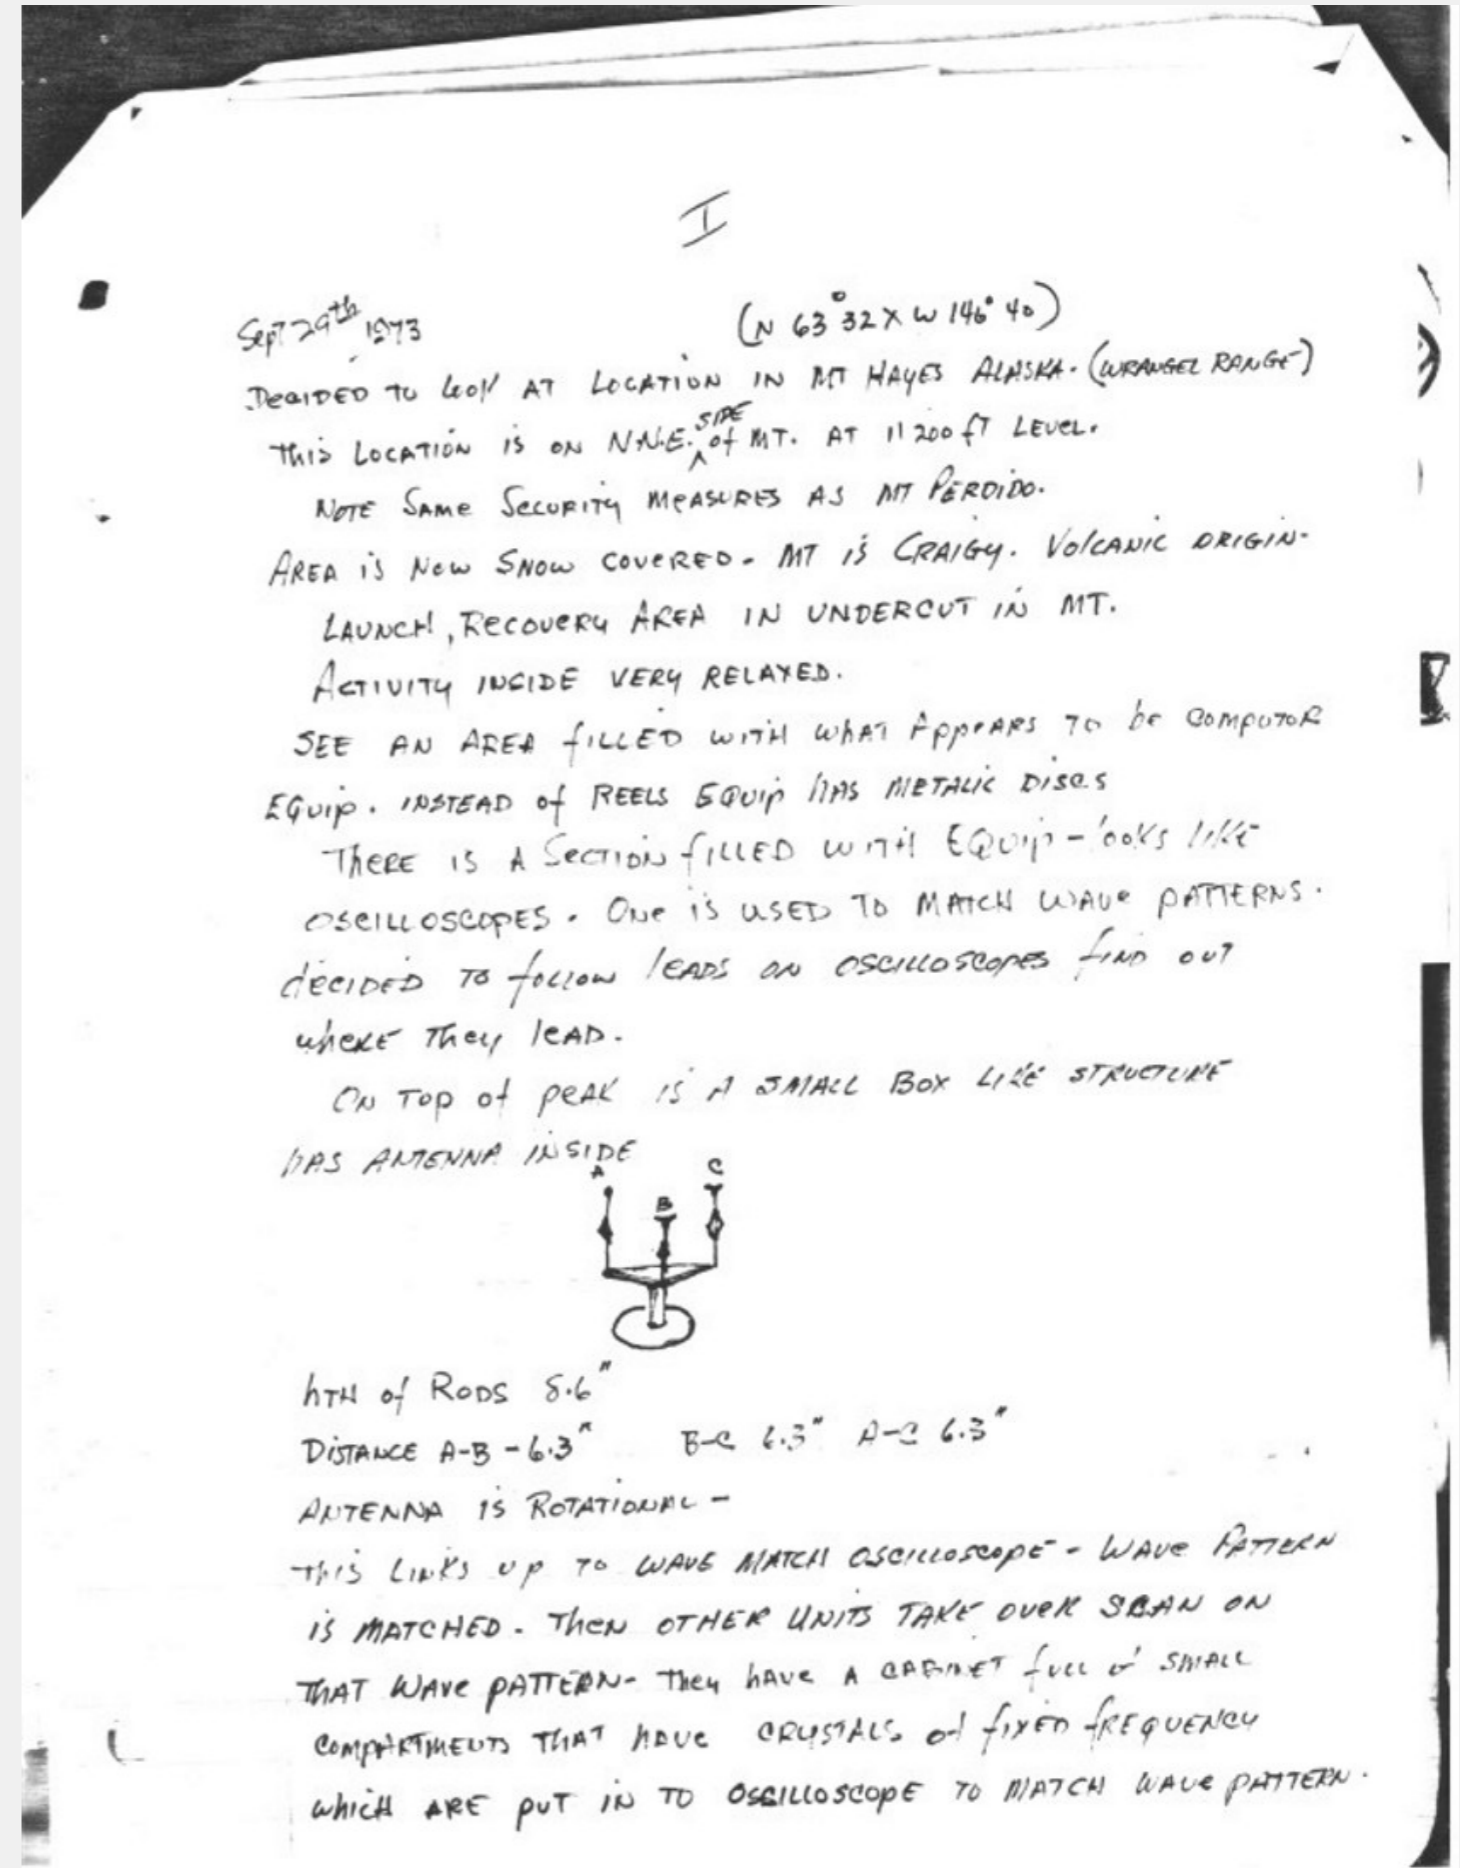 I
Sept 29th 1973 (N 63° 32 X W 146° 40)
DECIDED TO LOOK AT LOCATION IN MT HAYES ALASKA. (WRANGEL RANGE)
THIS LOCATION IS ON N.N.E. SIDE of MT. AT 11200 fT LEVEL.
NOTE SAME SECURITY MEASURES AS MT PERDIDO.
AREA IS NOW SNOW COVERED. MT IS CRAIGY. VOLCANIC ORIGIN.
LAUNCH, RECOVERY AREA IN UNDERCUT IN MT.
ACTIVITY INSIDE VERY RELAXED.
SEE AN AREA fILLED WITH WHAT APPEARS TO be COMPUTOR
EQUIP. INSTEAD of REELS EQUIP HAS METALIC DISCS
THERE IS A SECTION fILLED WITH EQUIP - looks like
OSCILLOSCOPES. ONE IS USED TO MATCH WAVE PATTERNS.
dECIDED TO follow lEADS ON OSCILLOSCOPES fIND OUT
where They lEAD.
ON TOP of PEAK IS A SMALL BOX LIKE STRUCTURE
HAS ANTENNA INSIDE
A B C
hTH of RODS 8.6"
DISTANCE A-B - 6.3" B-C 6.3" A-C 6.3"
ANTENNA IS ROTATIONAL -
THIS LINKS UP TO WAVE MATCH OSCILLOSCOPE - WAVE PATTERN
IS MATCHED. THEN OTHER UNITS TAKE OVER SCAN ON
THAT WAVE PATTERN - They hAVE A CABINET full of SMALL
COMPARTMENTS THAT HAVE CRYSTALS of fIXED fREQUENCY
which ARE PUT IN TO OSCILLOSCOPE TO MATCH WAVE PATTERN.